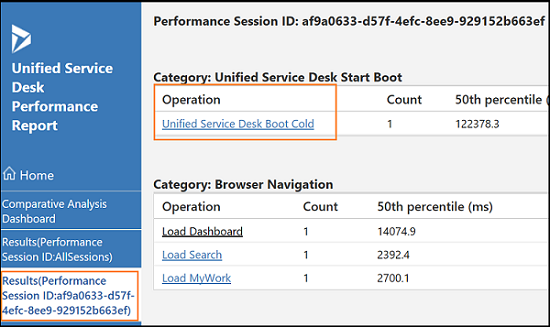 Unified Service
Desk
Performance
Report
Home
Comparative Analysis
Dashboard
Results(Performance
Session ID:AllSessions)
Results(Performance
Session ID:af9a0633-d57f-
4efc-8ee9-929152b663ef)
Performance Session ID: af9a0633-d57f-4efc-8ee9-929152b663ef
Category: Unified Service Desk Start Boot
Operation Count 50th percentile (
Unified Service Desk Boot Cold 1 122378.3
Category: Browser Navigation
Operation Count 50th percentile (ms)
Load Dashboard 1 14074.9
Load Search 1 2392.4
Load MyWork 1 2700.1